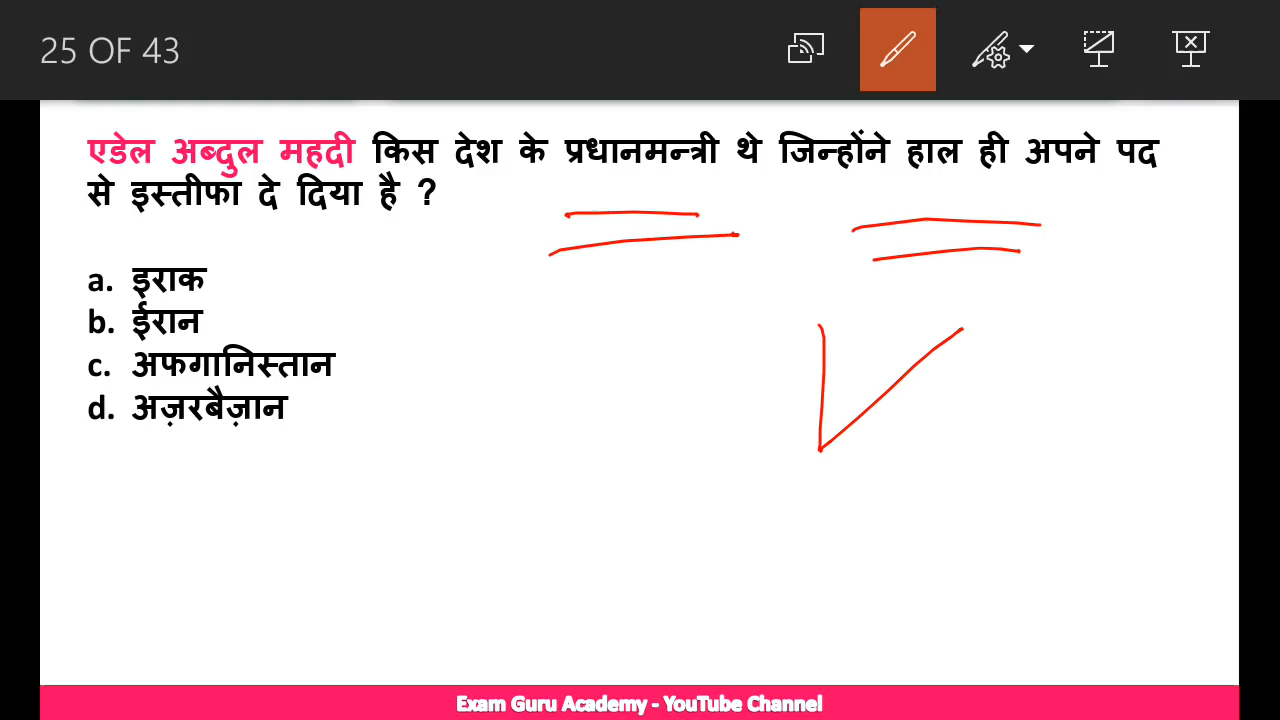 25 OF 43
एडेल अब्दुल महदी किस देश के प्रधानमन्त्री थे जिन्होंने हाल ही अपने पद
से इस्तीफा दे दिया है ?
a. इराक
b. ईरान
c. अफगानिस्तान
d. अज़रबैज़ान
Exam Guru Academy - YouTube Channel